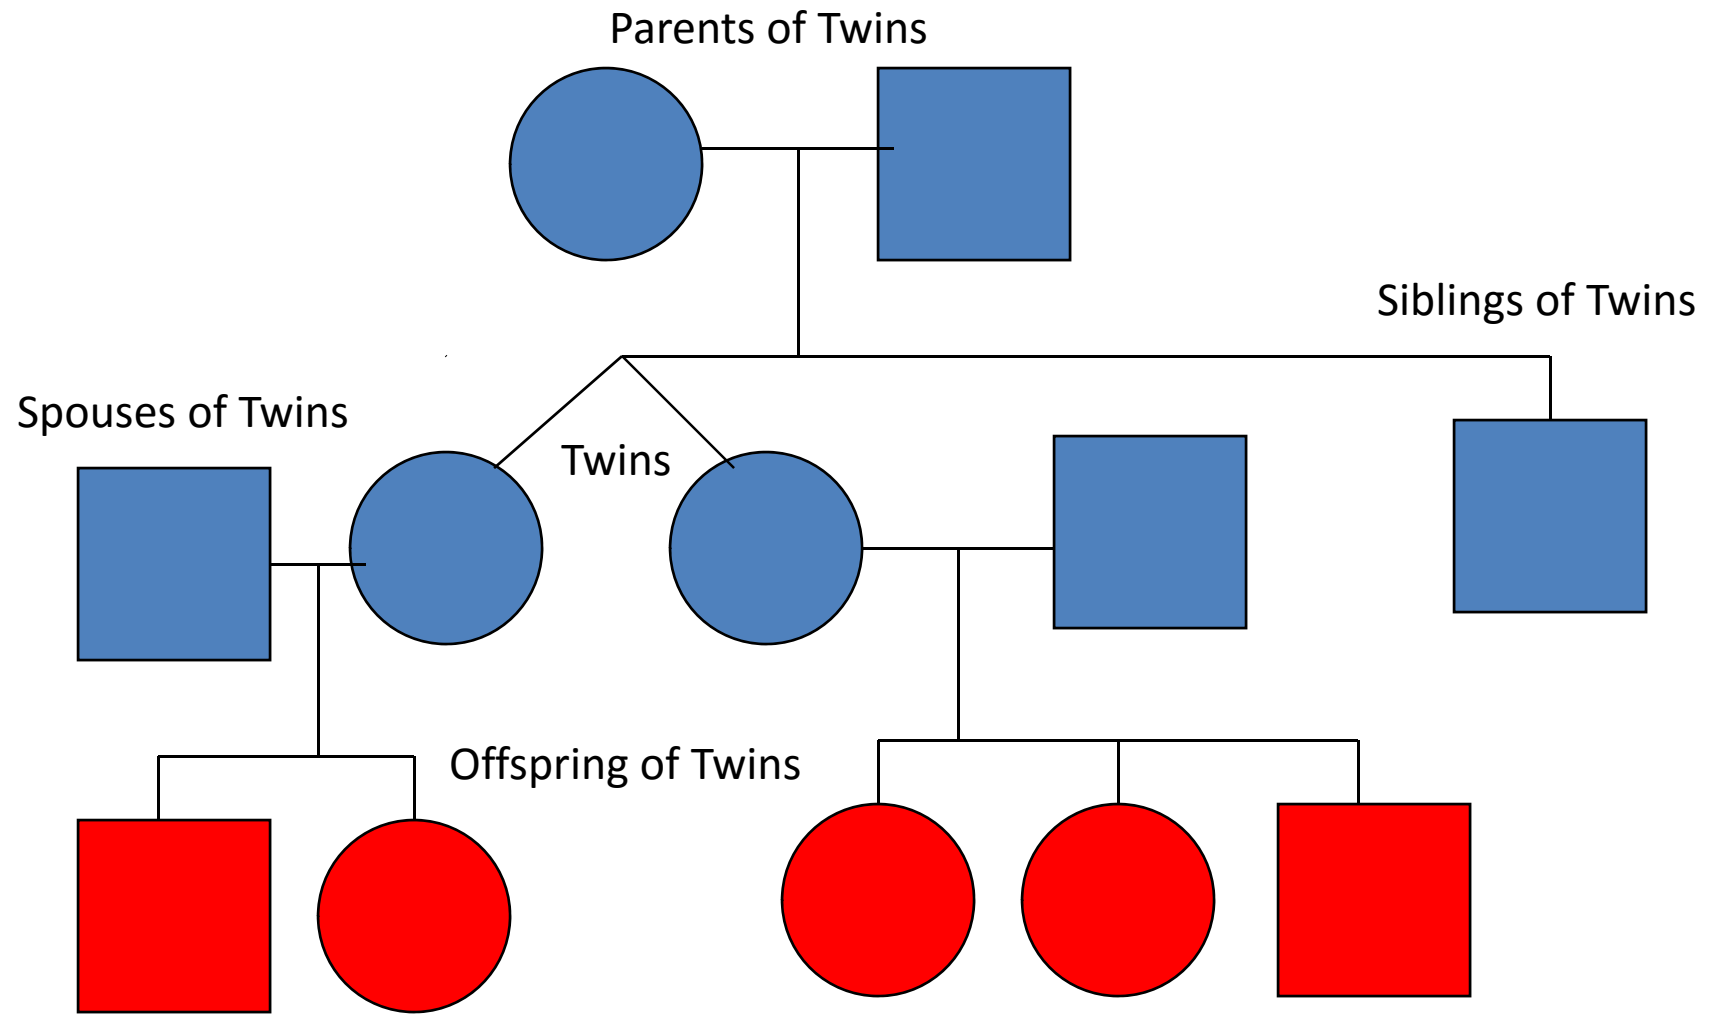 Parents of Twins
Siblings of Twins
Spouses of Twins
Twins
Offspring of Twins